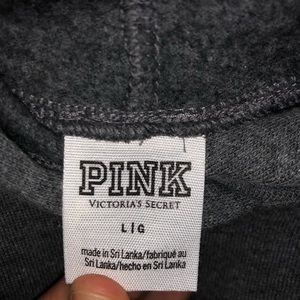 PINK
VICTORIA'S SECRET
L|G
made in Sri Lanka/fabriqué au
Sri Lanka/hecho en Sri Lanka